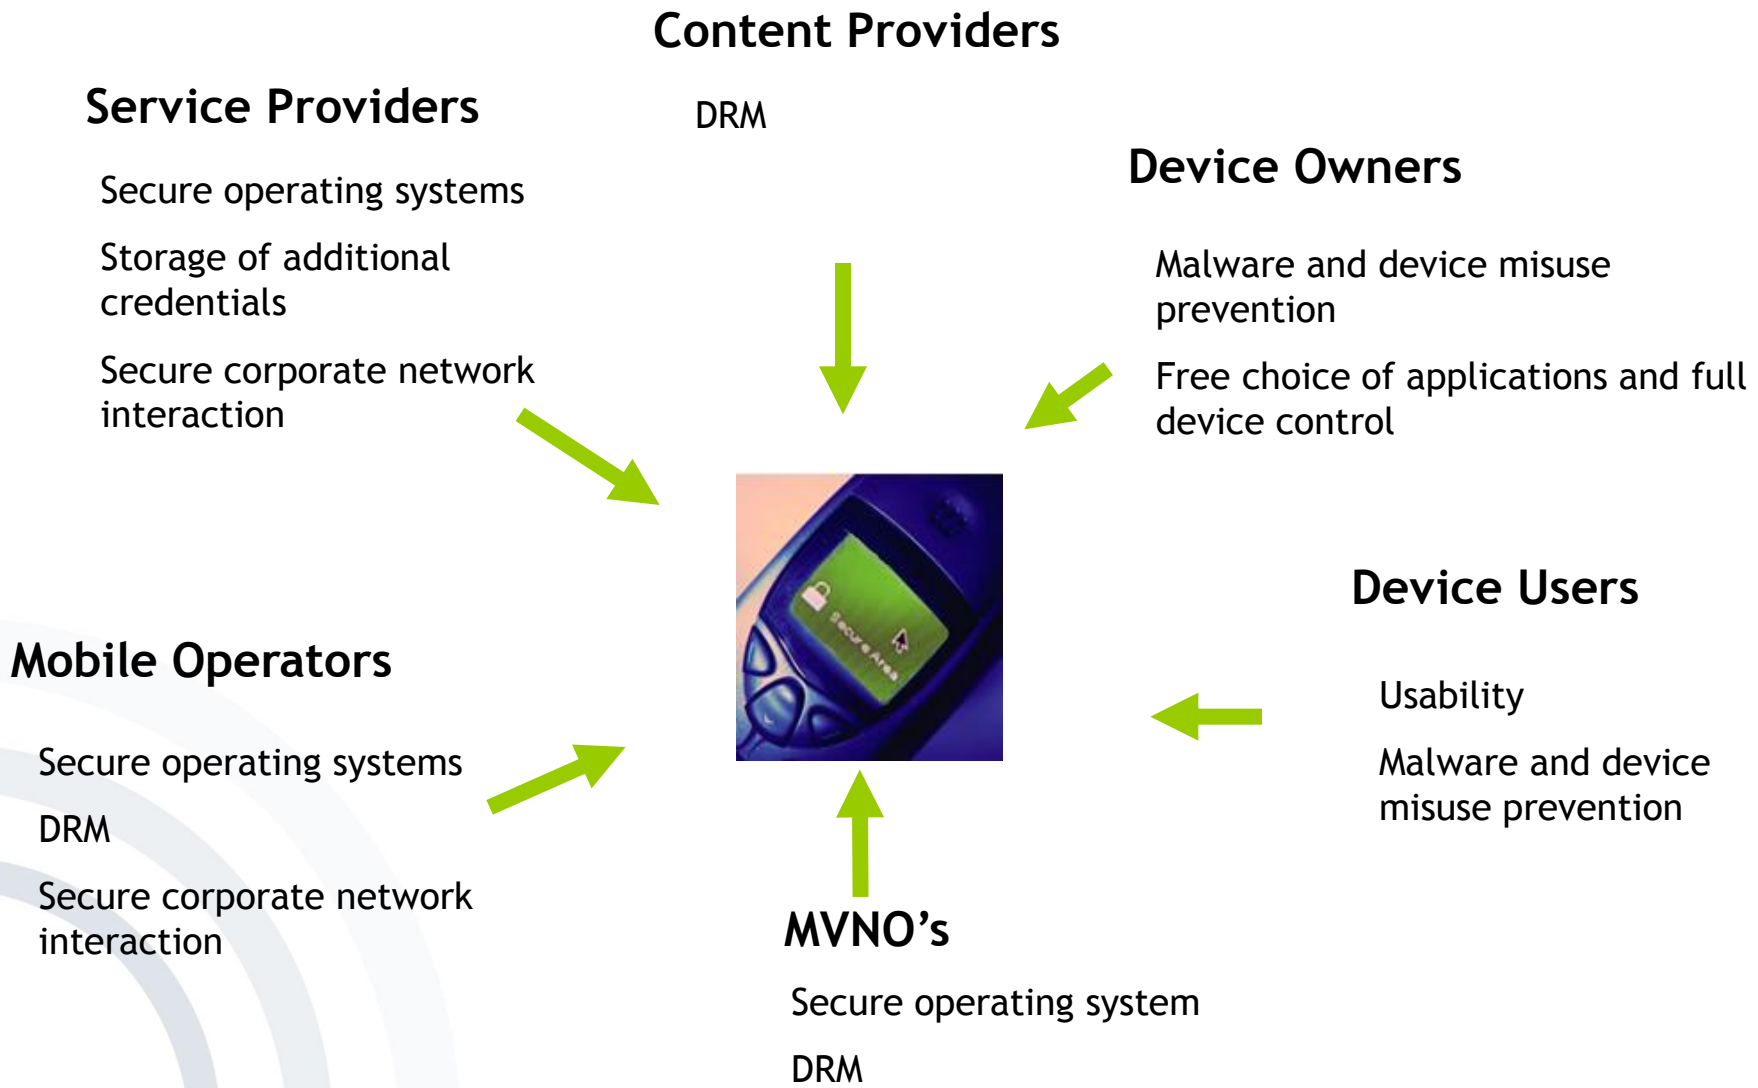 Content Providers
DRM
Service Providers
Secure operating systems
Storage of additional
credentials
Secure corporate network
interaction
Device Owners
Malware and device misuse
prevention
Free choice of applications and full
device control
Secure Area
Device Users
Usability
Malware and device
misuse prevention
Mobile Operators
Secure operating systems
DRM
Secure corporate network
interaction
MVNO’s
Secure operating system
DRM